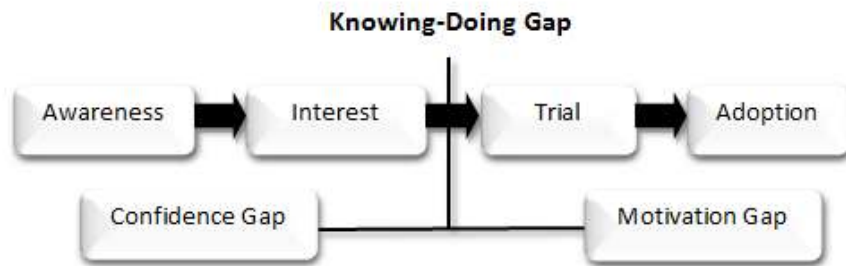 Knowing-Doing Gap
Awareness
Interest
Trial
Adoption
Confidence Gap
Motivation Gap